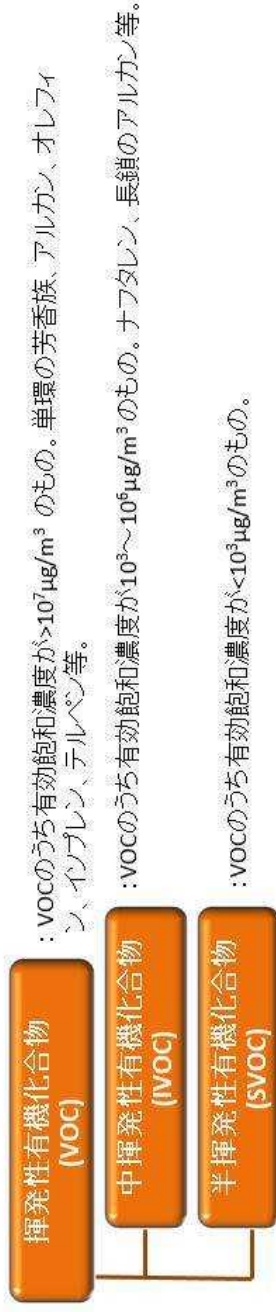 揮発性有機化合物
(VOC)
：VOCのうち有効飽和濃度が>10⁷μg/m³ のもの。単環の芳香族、アルカン、オレフィ
ン、イソプレン、テルペン等。
中揮発性有機化合物
(IVOC)
：VOCのうち有効飽和濃度が10³～10⁶μg/m³ のもの。ナフタレン、長鎖のアルカン等。
半揮発性有機化合物
(SVOC)
：VOCのうち有効飽和濃度が<10³μg/m³のもの。